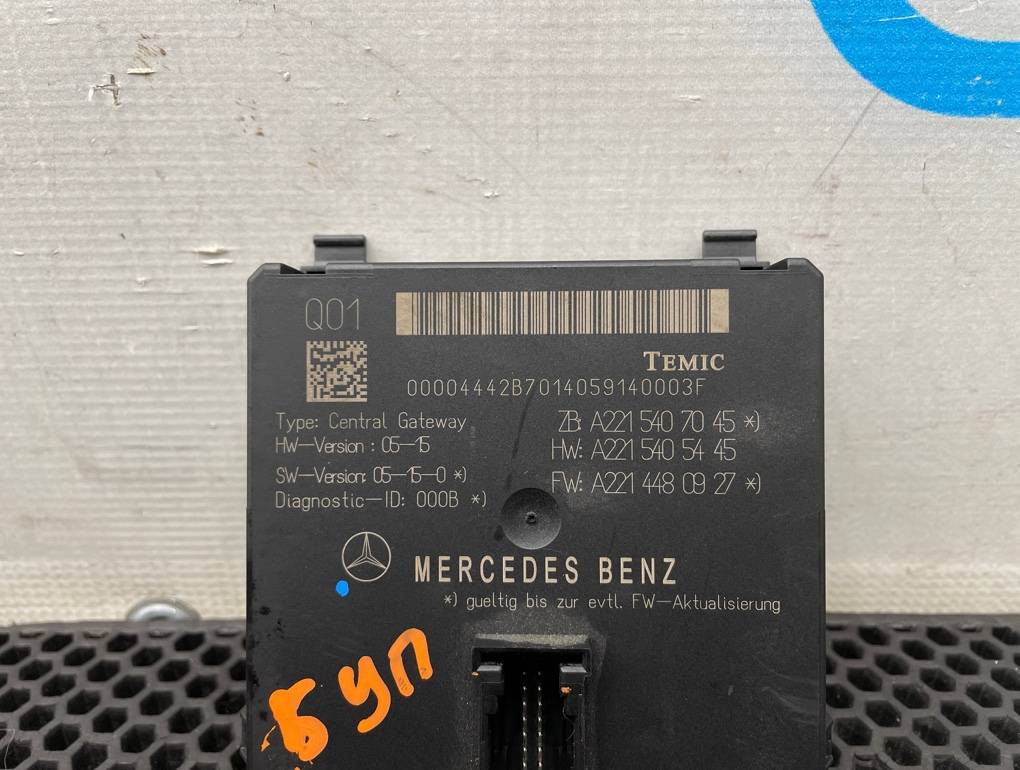 Q01
TEMIC
00004442B7014059140003F
Type: Central Gateway
HW-Version : 05-15
SW-Version: 05-15-0 *)
Diagnostic-ID: 000B *)
ZB: A221 540 70 45 *)
HW: A221 540 54 45
FW: A221 448 09 27 *)
MERCEDES BENZ
*) gueltig bis zur evtl. FW-Aktualisierung
БУП